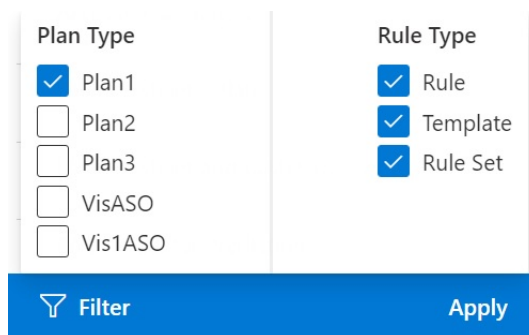 Plan Type
Plan1
Plan2
Plan3
VisASO
Vis1ASO
Rule Type
Rule
Template
Rule Set
Filter
Apply